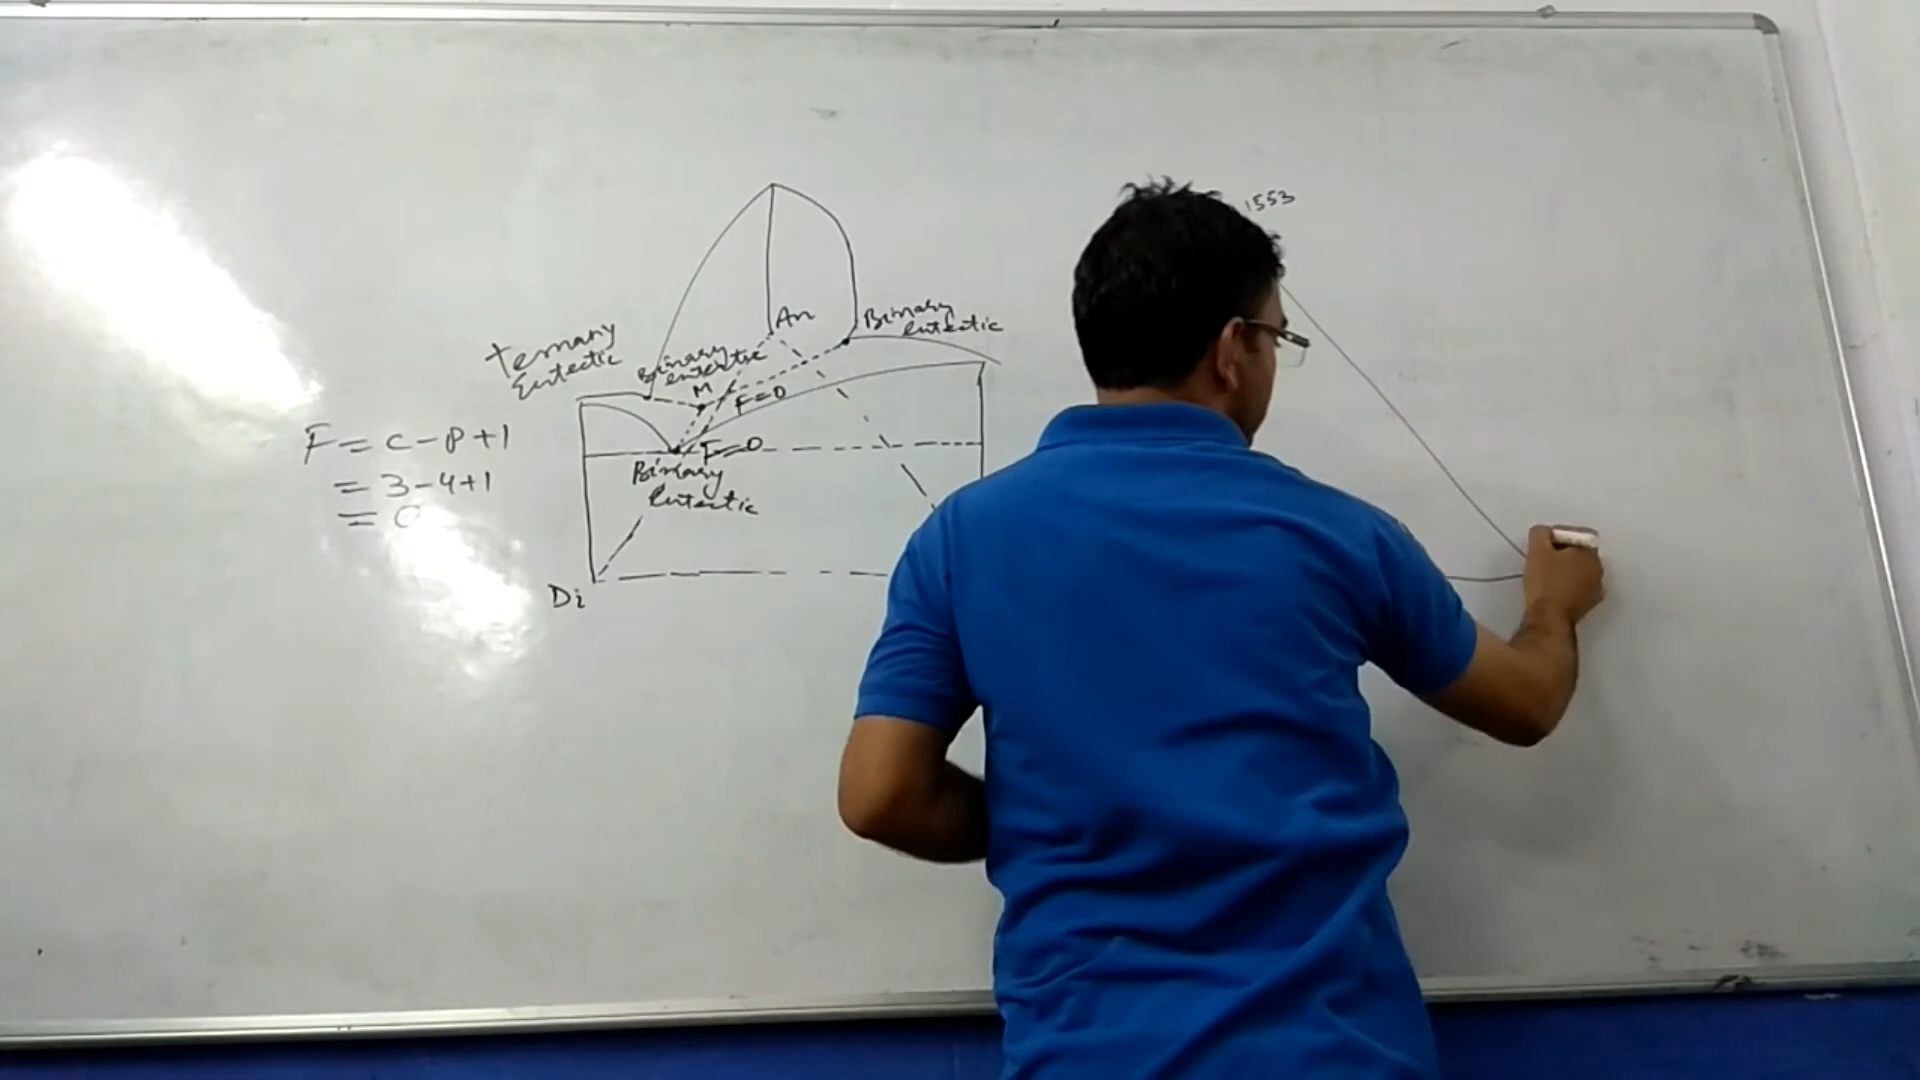 1553
An
Binary
eutectic
Ternary
Eutectic
Binary
eutectic
M
F=0
F = c-p+1
= 3-4+1
= 0
F=0
Binary
Eutectic
Di